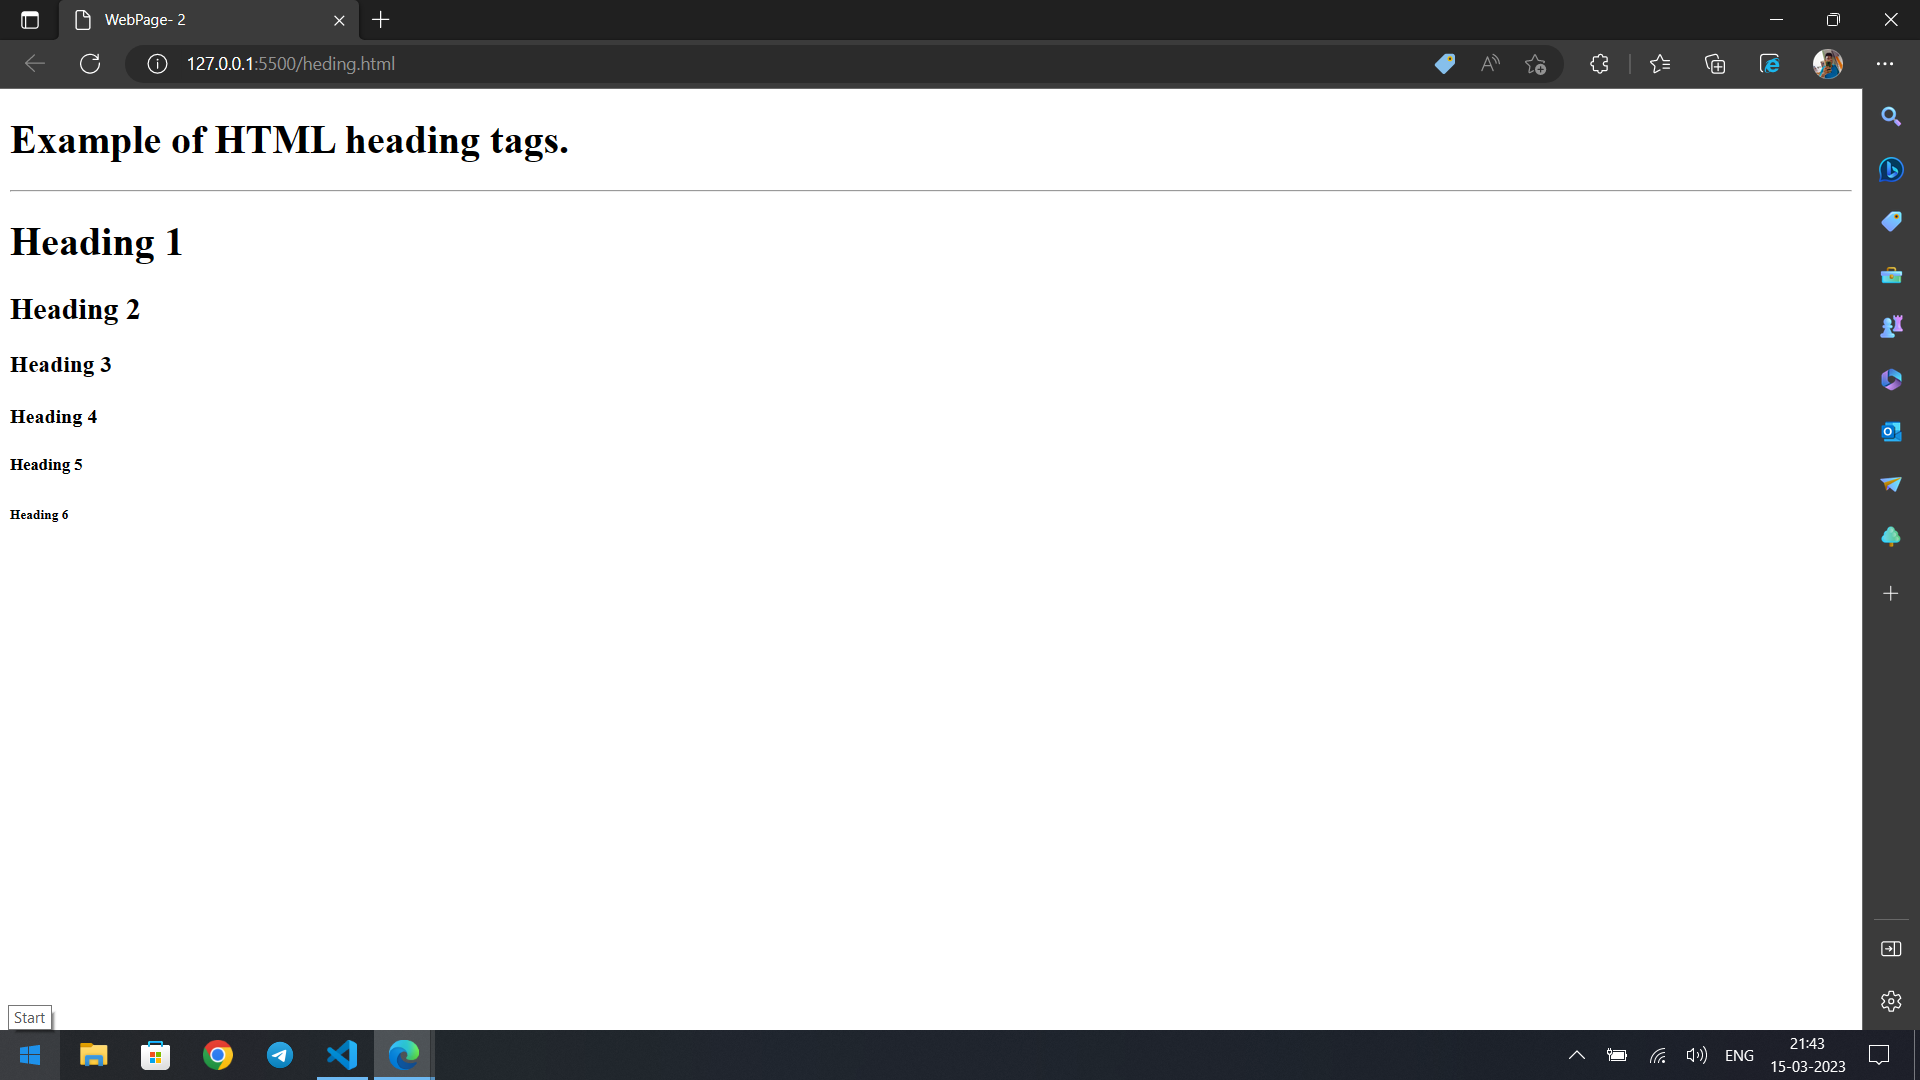 WebPage- 2
127.0.0.1:5500/heding.html
Example of HTML heading tags.
Heading 1
Heading 2
Heading 3
Heading 4
Heading 5
Heading 6
Start
ENG
21:43
15-03-2023